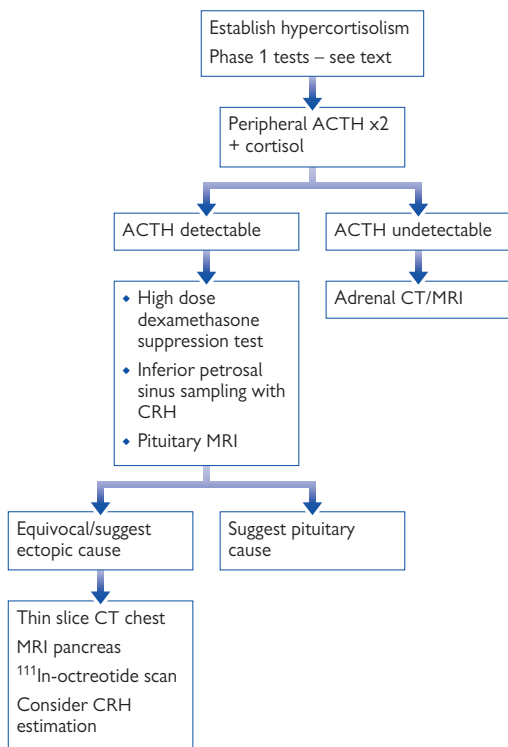 Establish hypercortisolism
Phase 1 tests – see text
Peripheral ACTH x2
+ cortisol
ACTH detectable
ACTH undetectable
◆ High dose
dexamethasone
suppression test
◆ Inferior petrosal
sinus sampling with
CRH
◆ Pituitary MRI
Adrenal CT/MRI
Equivocal/suggest
ectopic cause
Suggest pituitary
cause
Thin slice CT chest
MRI pancreas
¹¹¹In-octreotide scan
Consider CRH
estimation